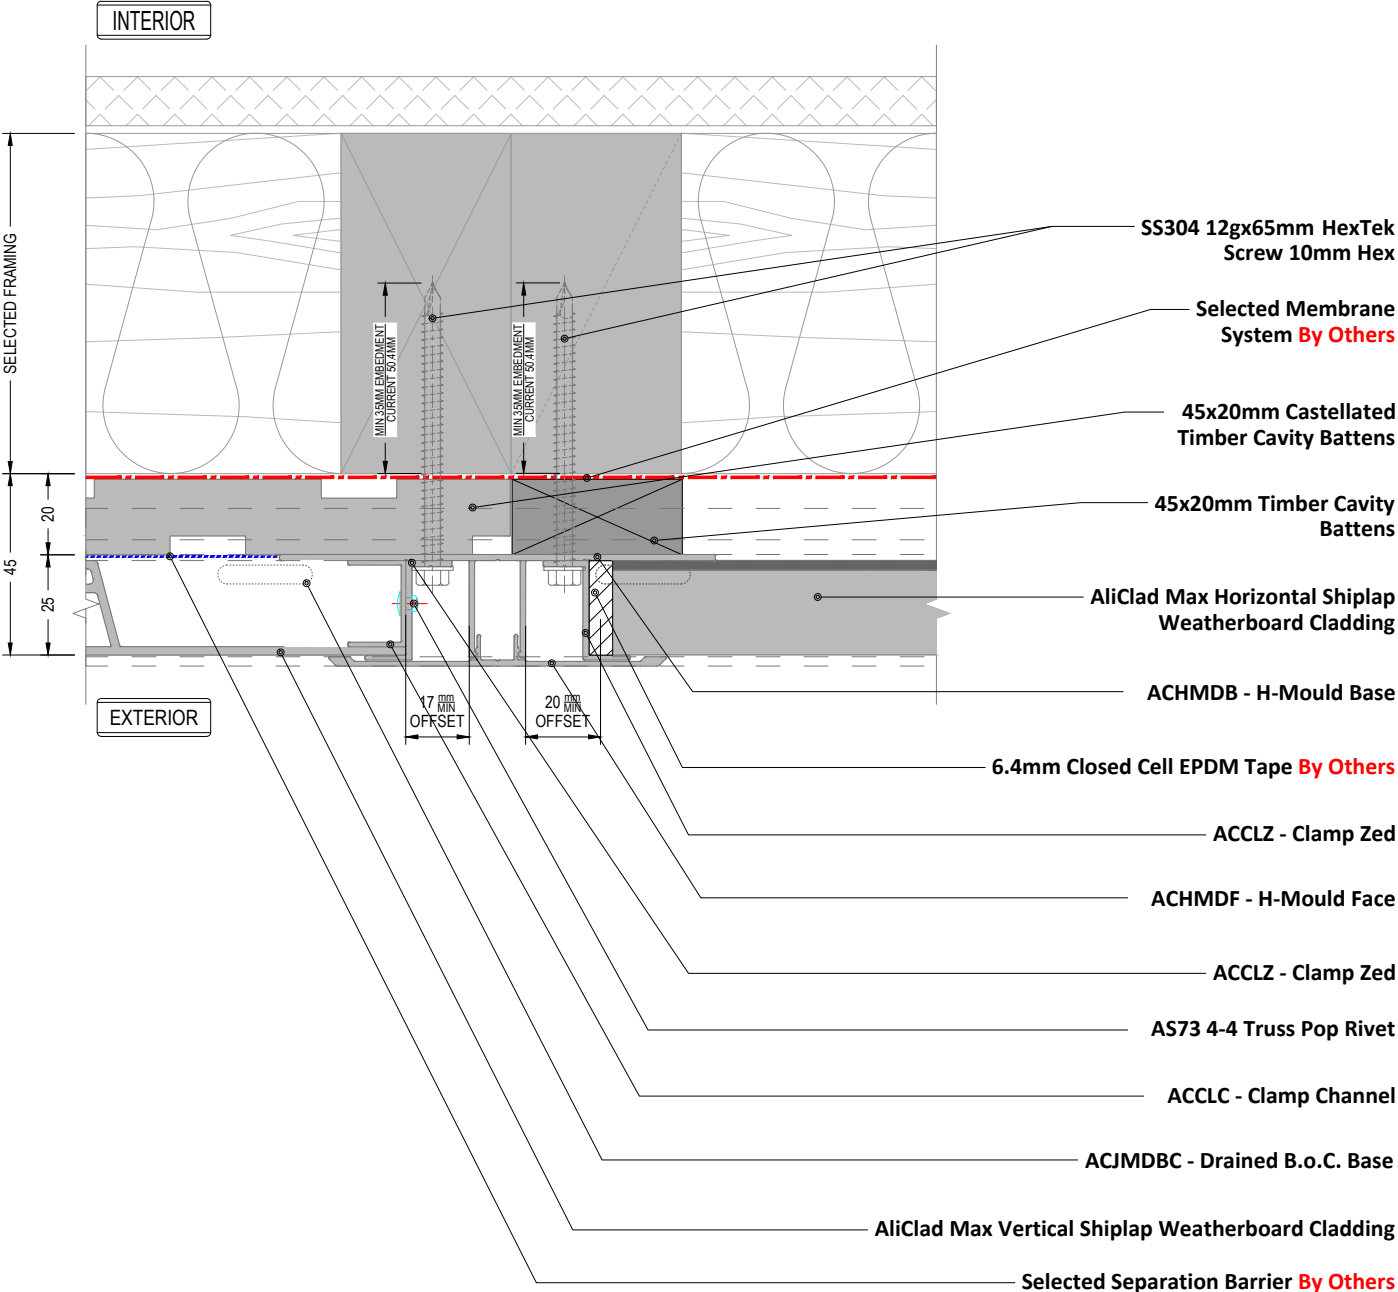 INTERIOR
SELECTED FRAMING
MIN 35MM EMBEDMENT
CURRENT 50.4MM
MIN 35MM EMBEDMENT
CURRENT 50.4MM
SS304 12gx65mm HexTek
Screw 10mm Hex
Selected Membrane
System By Others
45x20mm Castellated
Timber Cavity Battens
45x20mm Timber Cavity
Battens
20
45
25
AliClad Max Horizontal Shiplap
Weatherboard Cladding
EXTERIOR
17 mm MIN
OFFSET
20 mm MIN
OFFSET
ACHMDB - H-Mould Base
6.4mm Closed Cell EPDM Tape By Others
ACCLZ - Clamp Zed
ACHMDF - H-Mould Face
ACCLZ - Clamp Zed
AS73 4-4 Truss Pop Rivet
ACCLC - Clamp Channel
ACJMDBC - Drained B.o.C. Base
AliClad Max Vertical Shiplap Weatherboard Cladding
Selected Separation Barrier By Others